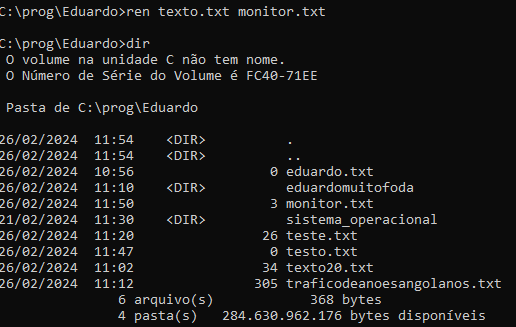 C:\prog\Eduardo>ren texto.txt monitor.txt
C:\prog\Eduardo>dir
O volume na unidade C não tem nome.
O Número de Série do Volume é FC40-71EE
Pasta de C:\prog\Eduardo
26/02/2024 11:54 <DIR> .
26/02/2024 11:54 <DIR> ..
26/02/2024 10:56 0 eduardo.txt
26/02/2024 11:10 <DIR> eduardomuitofoda
26/02/2024 11:50 3 monitor.txt
21/02/2024 11:30 <DIR> sistema_operacional
26/02/2024 11:20 26 teste.txt
26/02/2024 11:47 0 testo.txt
26/02/2024 11:02 34 texto20.txt
26/02/2024 11:12 305 traficodeanoesangolanos.txt
6 arquivo(s) 368 bytes
4 pasta(s) 284.630.962.176 bytes disponíveis